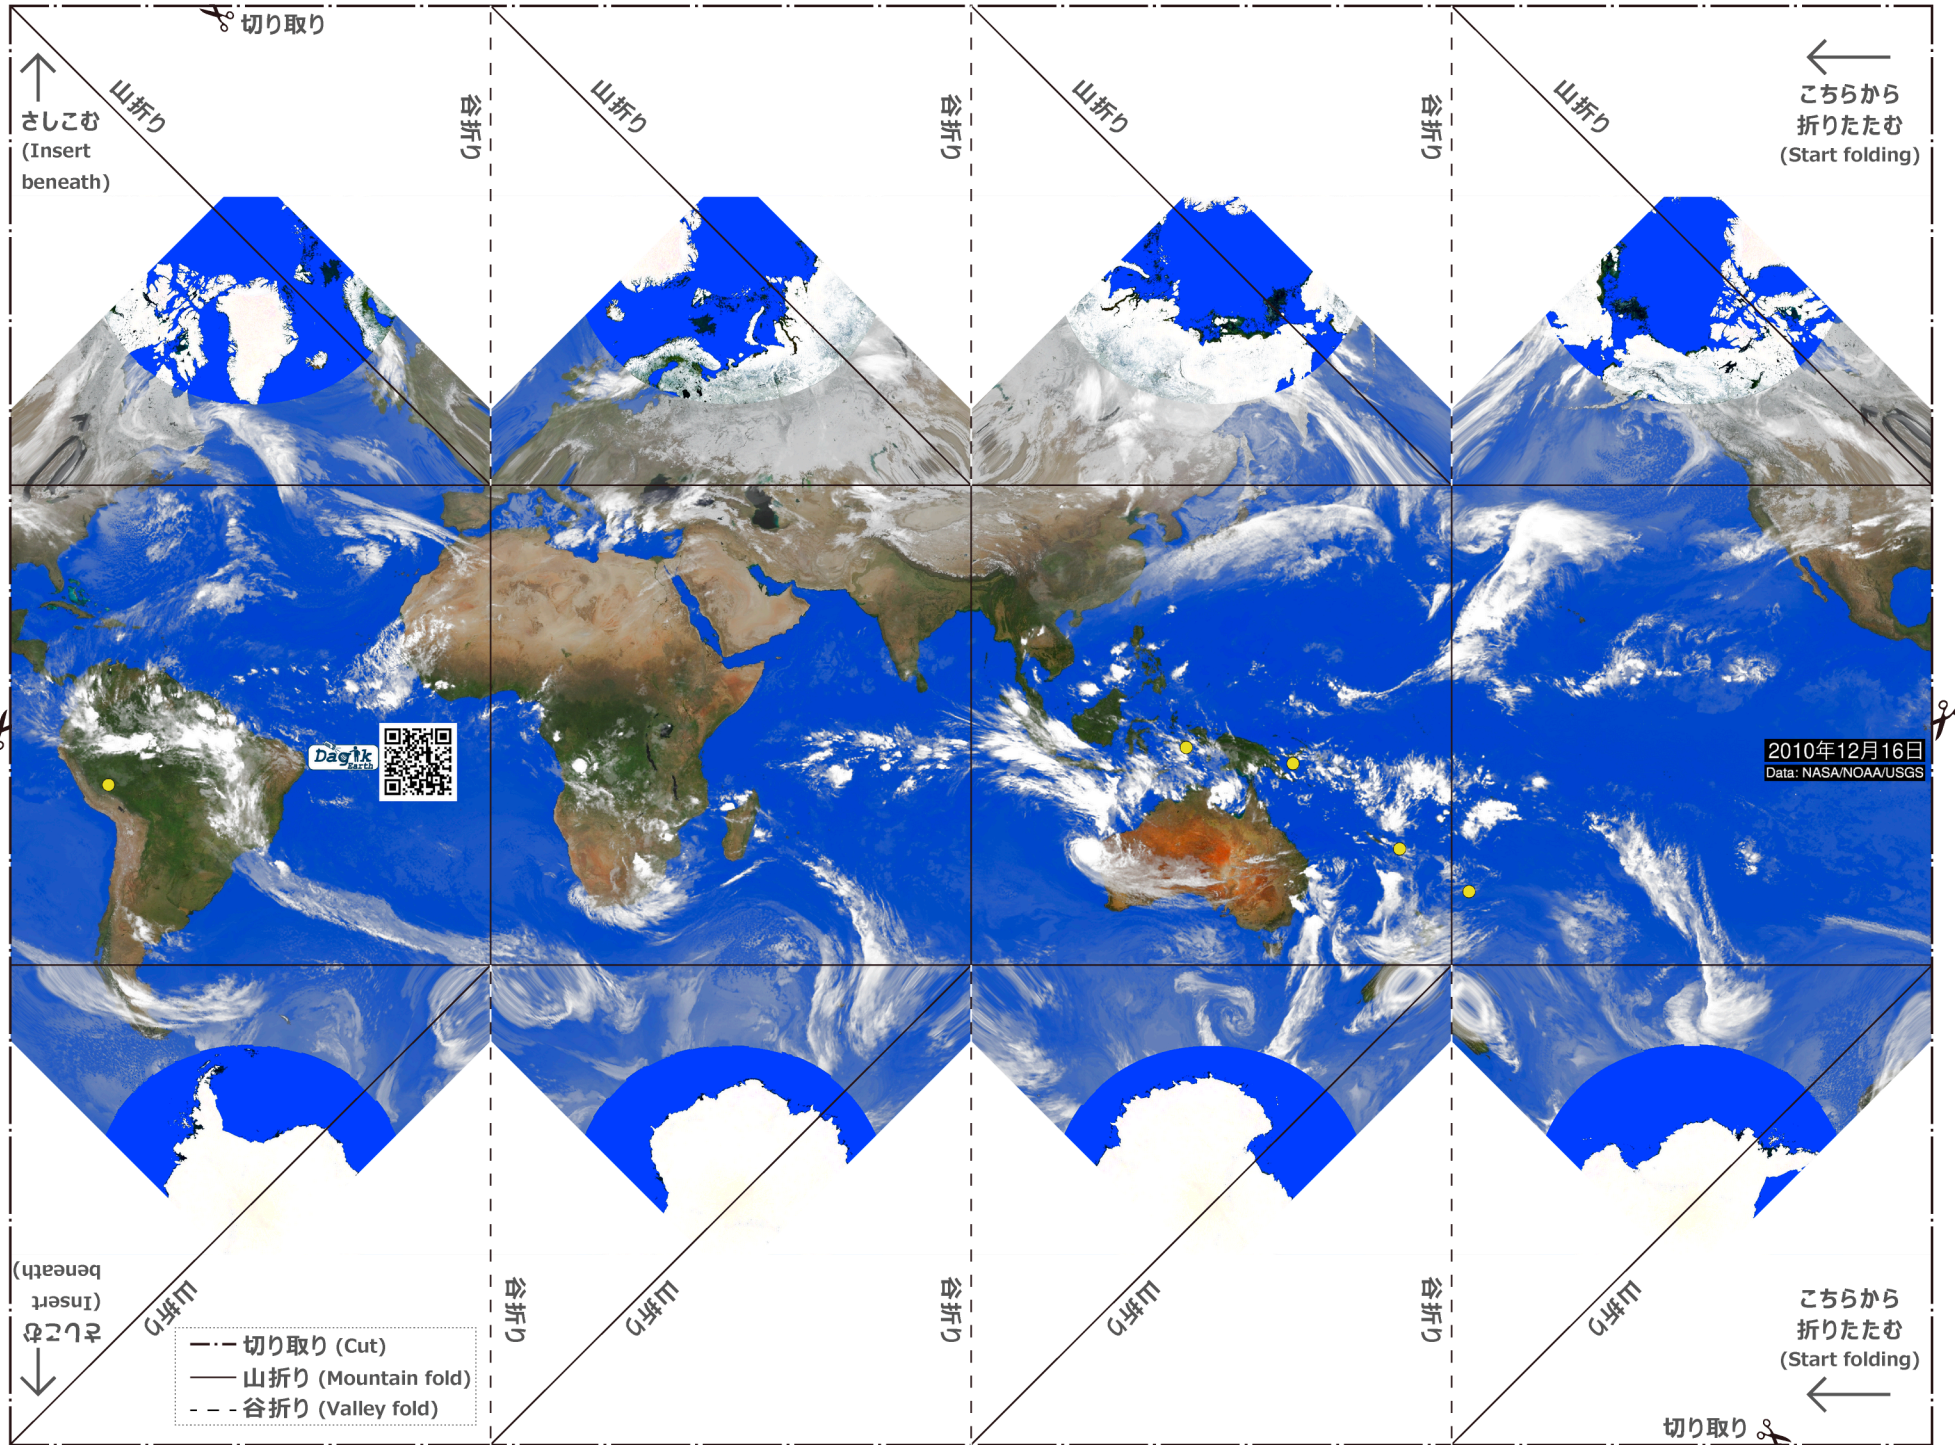 切り取り
さしこむ
(Insert
beneath)
山折り
谷折り
山折り
谷折り
山折り
谷折り
山折り
こちらから
折りたたむ
(Start folding)
Dagik
Earth
2010年12月16日
Data: NASA/NOAA/USGS
さしこむ
(Insert
beneath)
山折り
谷折り
山折り
谷折り
山折り
谷折り
山折り
こちらから
折りたたむ
(Start folding)
切り取り (Cut)
山折り (Mountain fold)
谷折り (Valley fold)
切り取り